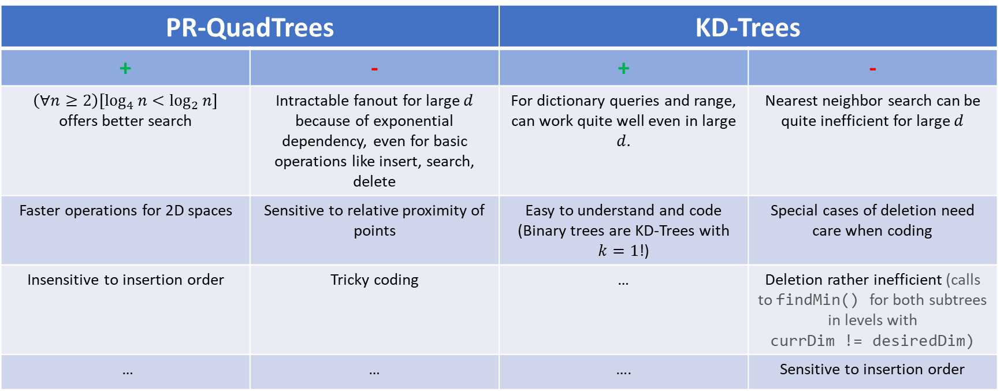 PR-QuadTrees
KD-Trees
+
-
+
-
(∀n ≥ 2)[log₄ n < log₂ n]
offers better search
Intractable fanout for large d
because of exponential
dependency, even for basic
operations like insert, search,
delete
For dictionary queries and range,
can work quite well even in large
d.
Nearest neighbor search can be
quite inefficient for large d
Faster operations for 2D spaces
Sensitive to relative proximity of
points
Easy to understand and code
(Binary trees are KD-Trees with
k = 1!)
Special cases of deletion need
care when coding
Insensitive to insertion order
Tricky coding
…
Deletion rather inefficient (calls
to findMin() for both subtrees
in levels with
currDim != desiredDim)
…
…
….
Sensitive to insertion order